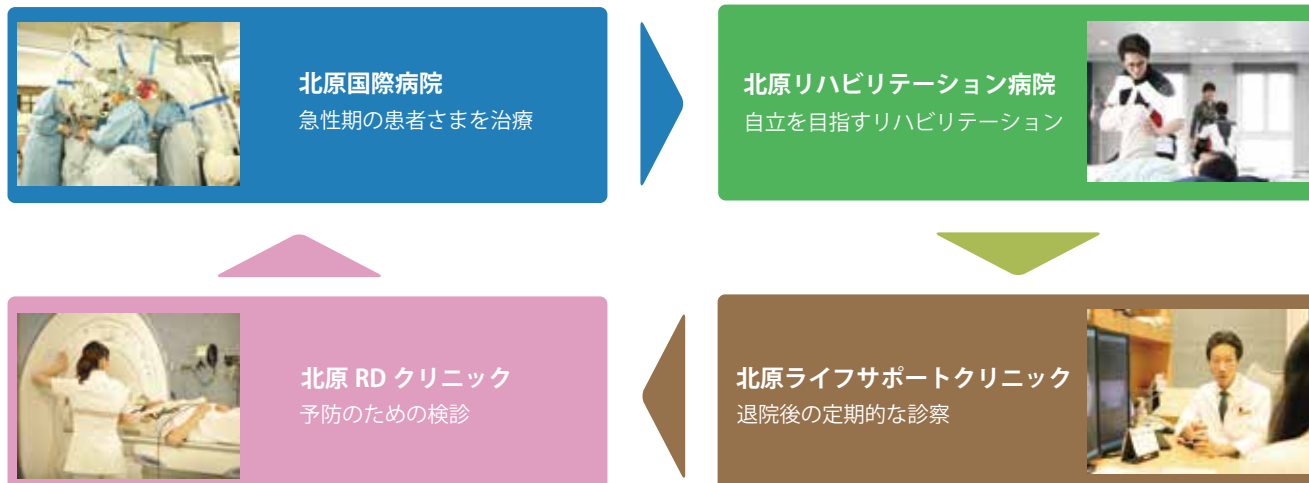 北原国際病院
急性期の患者さまを治療
北原リハビリテーション病院
自立を目指すリハビリテーション
北原 RD クリニック
予防のための検診
北原ライフサポートクリニック
退院後の定期的な診察